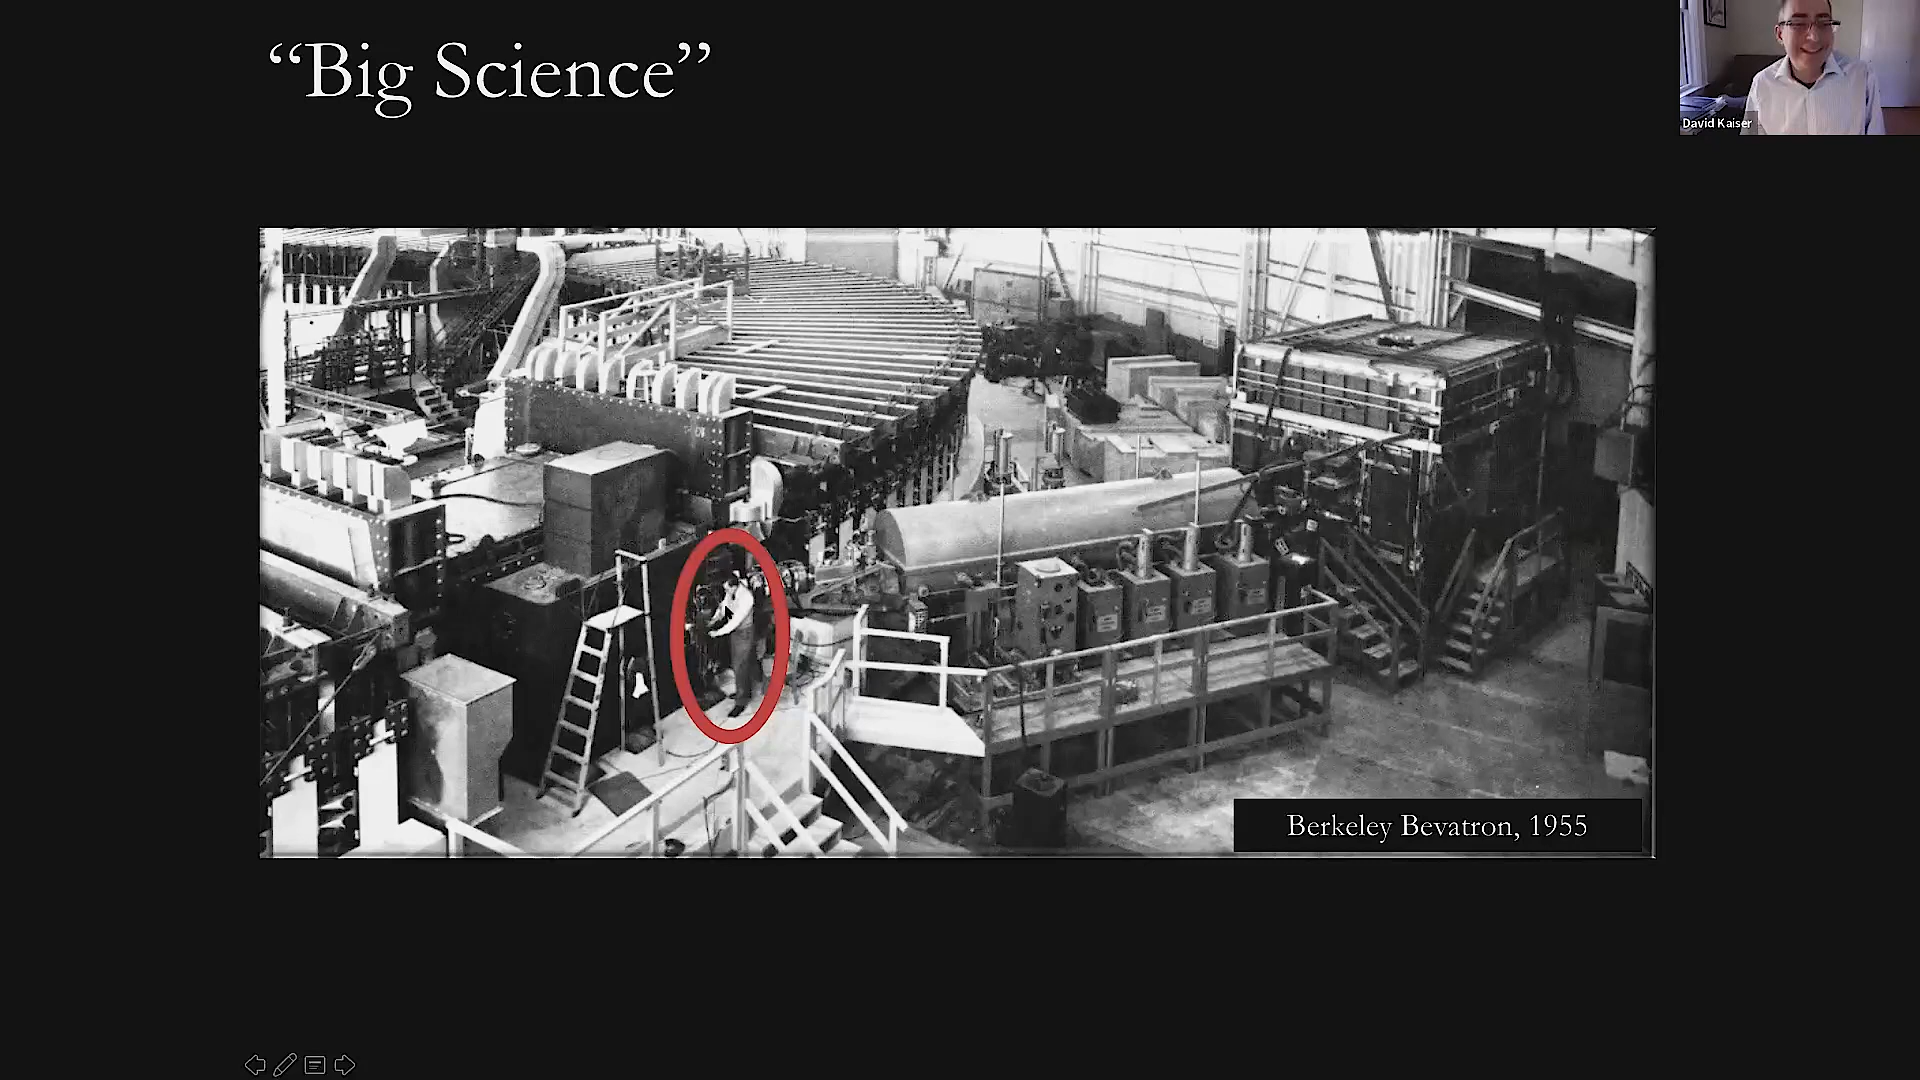 “Big Science”
David Kaiser
Berkeley Bevatron, 1955